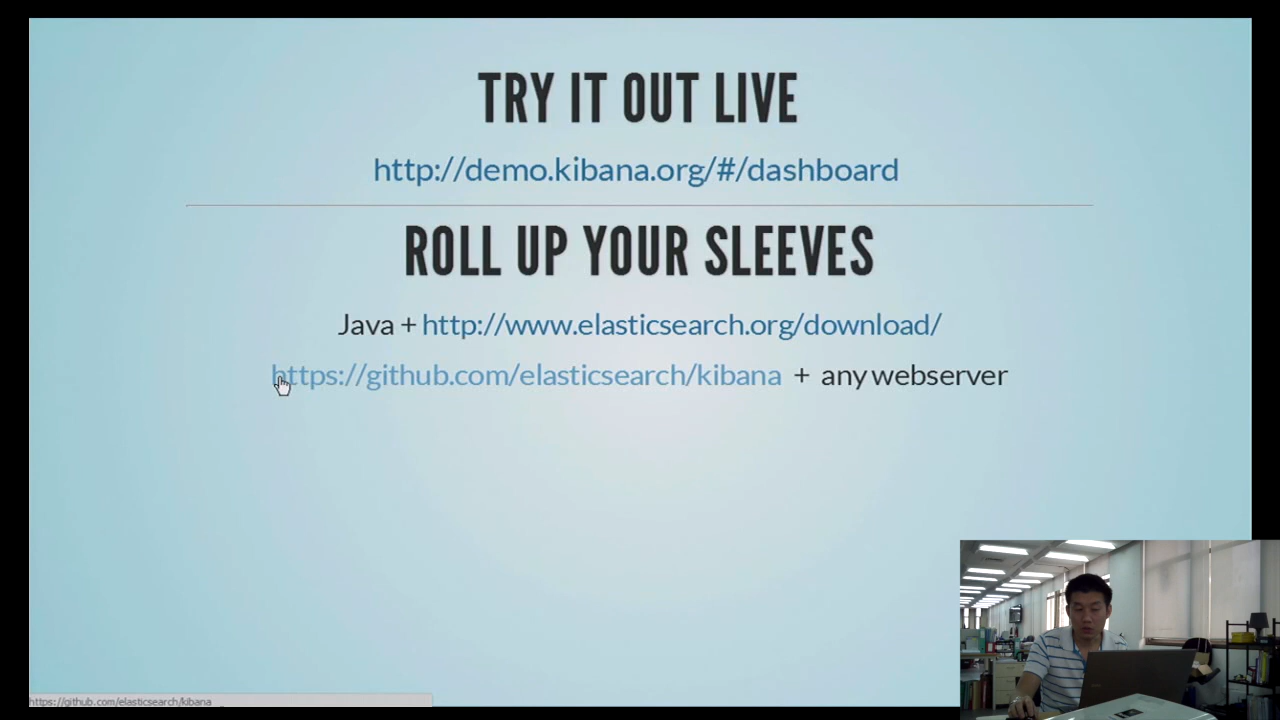 TRY IT OUT LIVE
http://demo.kibana.org/#/dashboard
ROLL UP YOUR SLEEVES
Java + http://www.elasticsearch.org/download/
https://github.com/elasticsearch/kibana + any webserver
https://github.com/elasticsearch/kibana